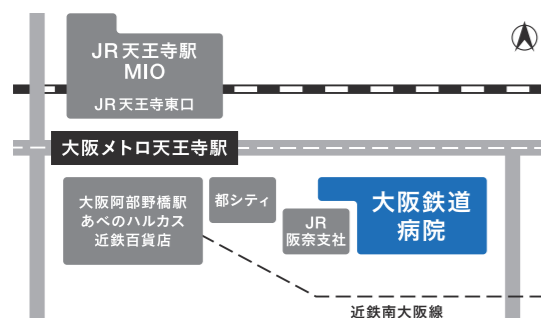 JR天王寺駅
MIO
JR天王寺東口
大阪メトロ天王寺駅
大阪阿部野橋駅
あべのハルカス
近鉄百貨店
都シティ
JR
阪奈支社
大阪鉄道
病院
近鉄南大阪線